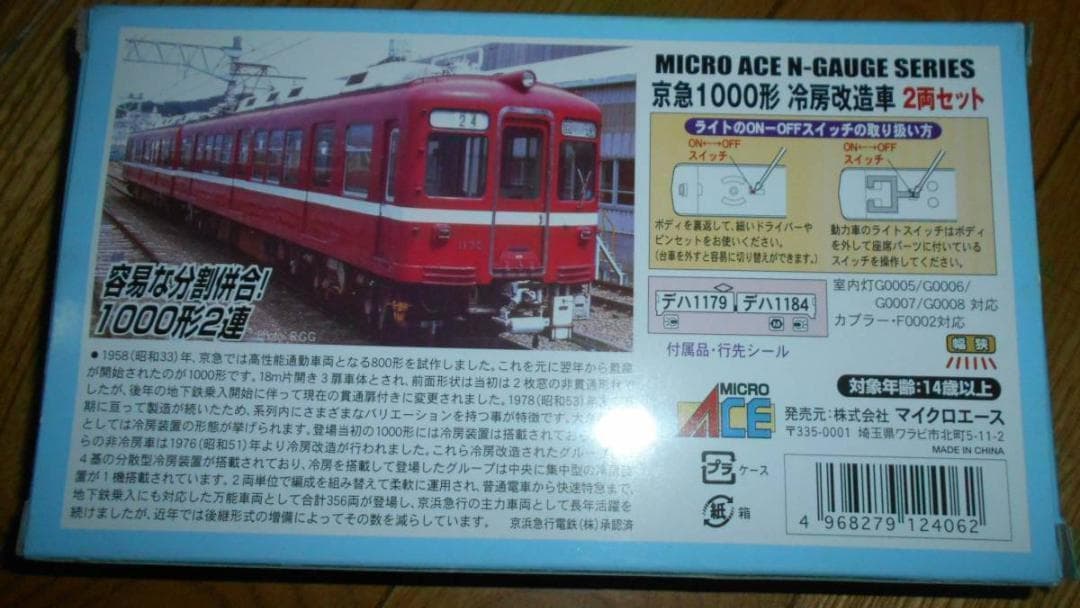 MICRO ACE N-GAUGE SERIES
京急1000形 冷房改造車 2両セット
ライトのON－OFFスイッチの取り扱い方
ON←→OFF
スイッチ
ON←→OFF
スイッチ
ボディを裏返して、細いドライバーや
ピンセットをお使いください。
(台車を外すと容易に切り替えができます。)
動力車のライトスイッチはボディ
を外して座席パーツに付いている
スイッチを操作してください。
デハ1179
デハ1184
M
室内灯G0005/G0006/
G0007/G0008 対応
カプラー・F0002対応
付属品・行先シール
幅狭
MICRO
ACE
対象年齢:14歳以上
発売元:株式会社 マイクロエース
〒335-0001 埼玉県ワラビ市北町5-11-2
MADE IN CHINA
プラ ケース
紙 箱
4 968279 124062
24
容易な分割併合!
1000形2連
RGG
●1958(昭和33)年、京急では高性能通勤車両となる800形を試作しました。これを元に翌年から量産
が開始されたのが1000形です。18m片開き3扉車体とされ、前面形状は当初は2枚窓の非貫通形状で
したが、後年の地下鉄乗入開始に伴って現在の貫通扉付きに変更されました。1978(昭和53)年
期に亘って製造が続いたため、系列内にさまざまなバリエーションを持つ事が特徴です。
としては冷房装置の形態が挙げられます。登場当初の1000形には冷房装置は搭載されて
らの非冷房車は1976(昭和51)年より冷房改造が行われました。これら冷房改造されたグルー
4基の分散型冷房装置が搭載されており、冷房を搭載して登場したグループは中央に集中型の
置が1機搭載されています。2両単位で編成を組み替えて柔軟に運用され、普通電車から快速特急まで、
地下鉄乗入にも対応した万能車両として合計356両が登場し、京浜急行の主力車両として長年活躍を
続けましたが、近年では後継形式の増備によってその数を減らしています。 京浜急行電鉄(株)承認済